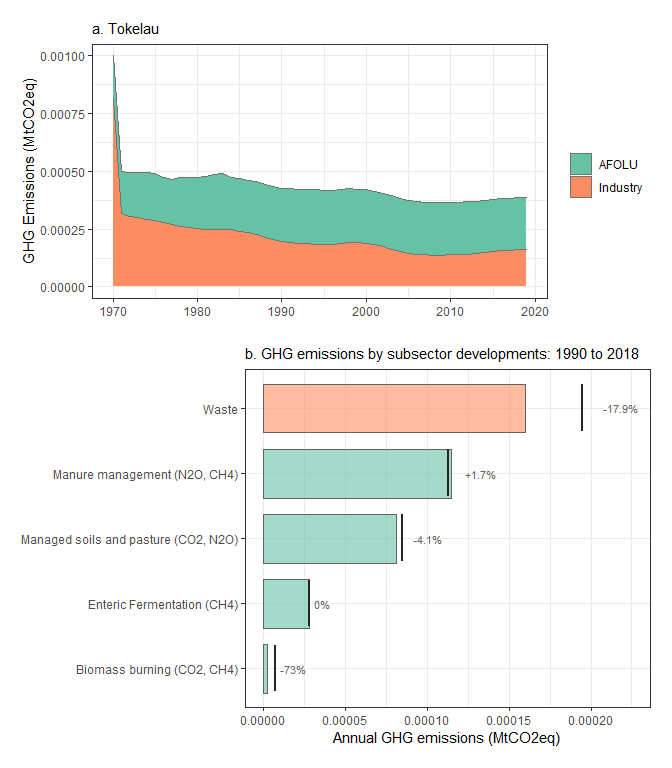 a. Tokelau
GHG Emissions (MtCO2eq)
0.00100
0.00075
0.00050
0.00025
0.00000
1970 1980 1990 2000 2010 2020
AFOLU
Industry
b. GHG emissions by subsector developments: 1990 to 2018
Waste -17.9%
Manure management (N2O, CH4) +1.7%
Managed soils and pasture (CO2, N2O) -4.1%
Enteric Fermentation (CH4) 0%
Biomass burning (CO2, CH4) -73%
0.00000 0.00005 0.00010 0.00015 0.00020
Annual GHG emissions (MtCO2eq)